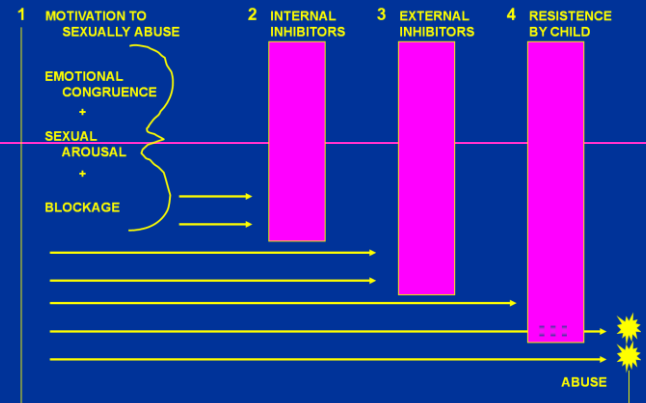 1 MOTIVATION TO
SEXUALLY ABUSE
2 INTERNAL
INHIBITORS
3 EXTERNAL
INHIBITORS
4 RESISTENCE
BY CHILD
EMOTIONAL
CONGRUENCE
+
SEXUAL
AROUSAL
+
BLOCKAGE
ABUSE